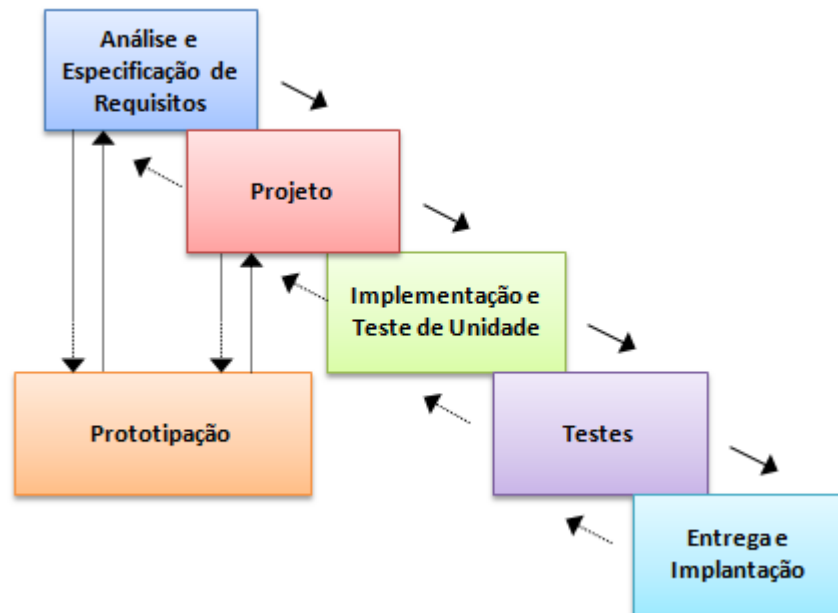 Análise e
Especificação de
Requisitos
Projeto
Implementação e
Teste de Unidade
Prototipação
Testes
Entrega e
Implantação